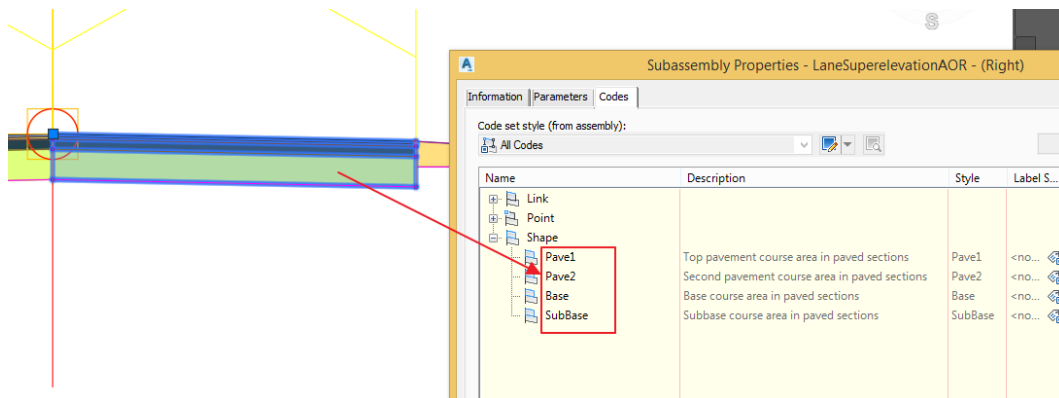 S
Subassembly Properties - LaneSuperelevationAOR - (Right)
Information Parameters Codes
Code set style (from assembly):
All Codes
Name Description Style Label S...
Link
Point
Shape
Pave1 Top pavement course area in paved sections Pave1 <no...
Pave2 Second pavement course area in paved sections Pave2 <no...
Base Base course area in paved sections Base <no...
SubBase Subbase course area in paved sections SubBase <no...